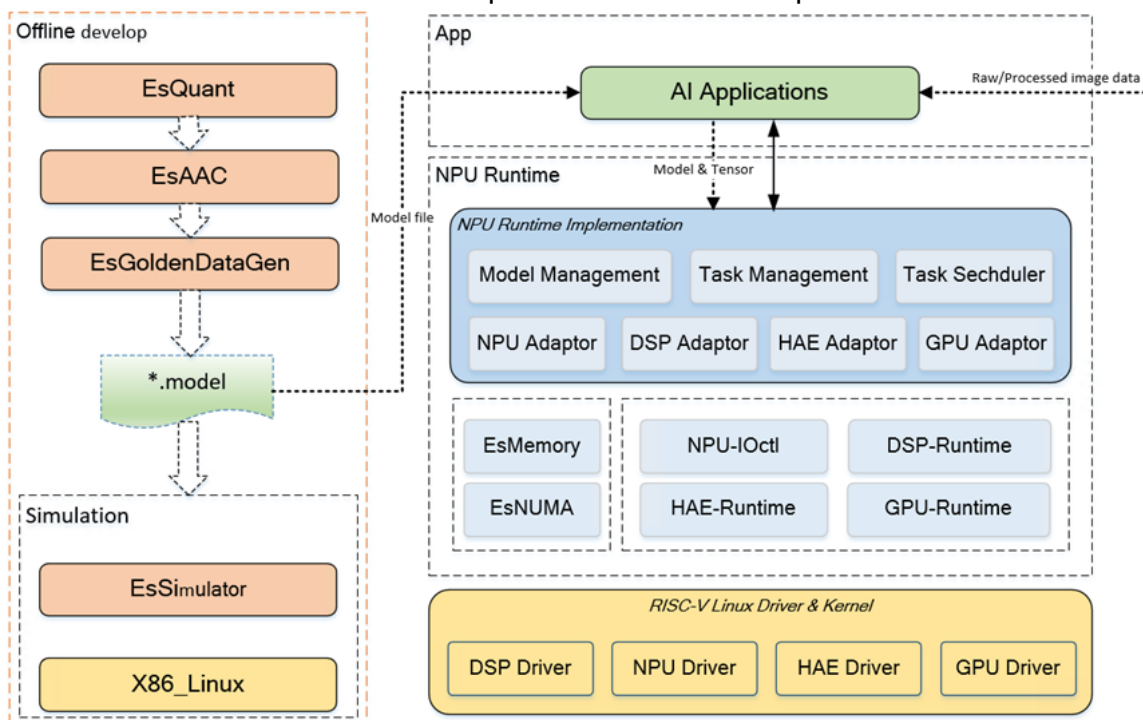 Offline develop
EsQuant
EsAAC
EsGoldenDataGen
*.model
Simulation
EsSimulator
X86_Linux
Model file
App
AI Applications
Raw/Processed image data
Model & Tensor
NPU Runtime
NPU Runtime Implementation
Model Management
Task Management
Task Sechduler
NPU Adaptor
DSP Adaptor
HAE Adaptor
GPU Adaptor
EsMemory
EsNUMA
NPU-IOctl
DSP-Runtime
HAE-Runtime
GPU-Runtime
RISC-V Linux Driver & Kernel
DSP Driver
NPU Driver
HAE Driver
GPU Driver